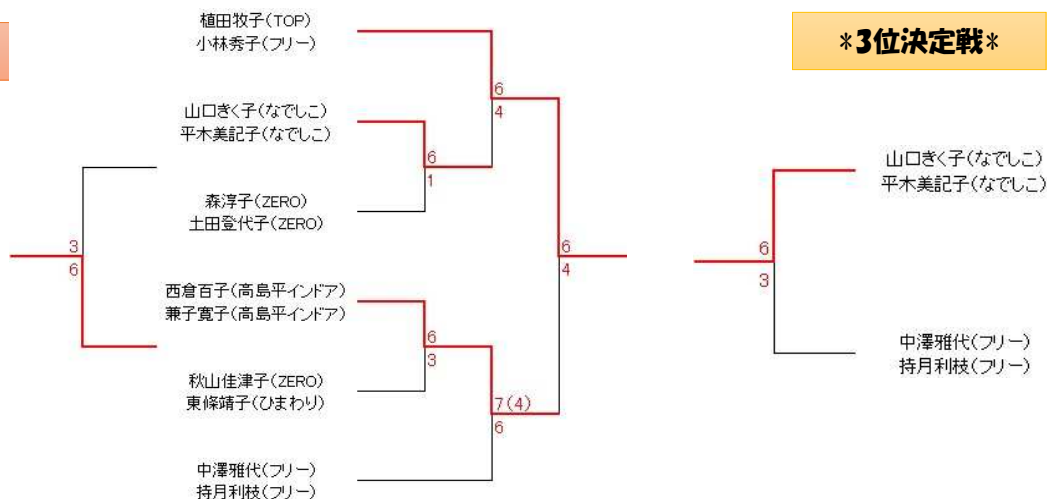 植田牧子(TOP)
小林秀子(フリー)
*3位決定戦*
6
4
山口きく子(なでしこ)
平木美記子(なでしこ)
6
1
森淳子(ZERO)
土田登代子(ZERO)
3
6
6
4
西倉百子(高島平インドア)
兼子寛子(高島平インドア)
6
3
秋山佳津子(ZERO)
東條靖子(ひまわり)
7(4)
6
中澤雅代(フリー)
持月利枝(フリー)
山口きく子(なでしこ)
平木美記子(なでしこ)
6
3
中澤雅代(フリー)
持月利枝(フリー)